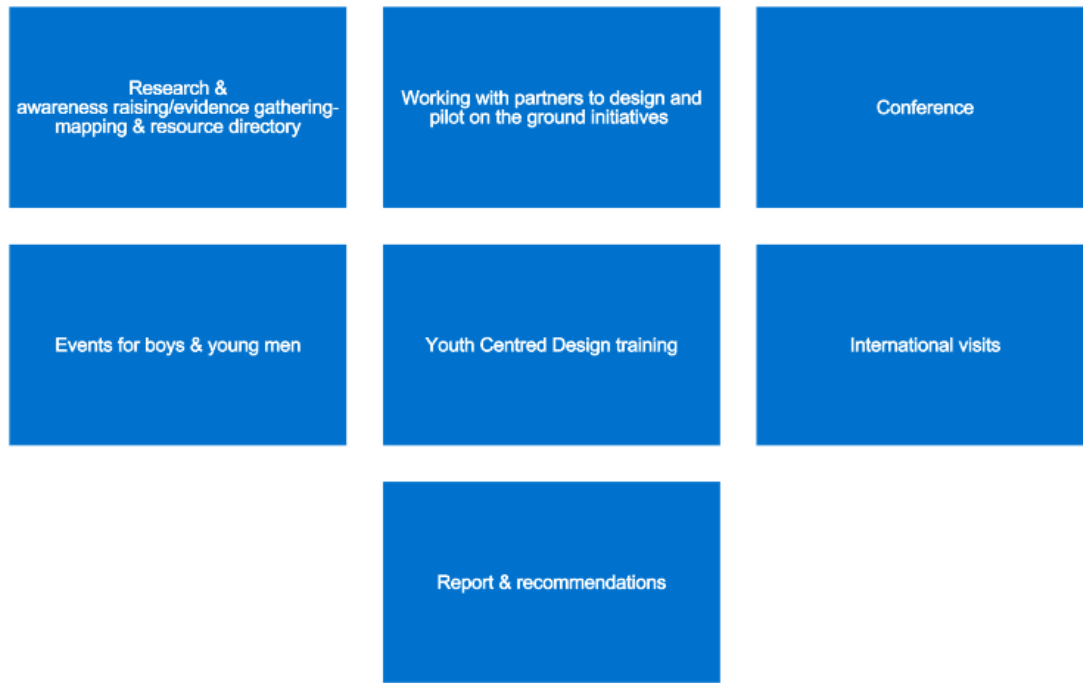 Research &
awareness raising/evidence gathering-
mapping & resource directory
Working with partners to design and
pilot on the ground initiatives
Conference
Events for boys & young men
Youth Centred Design training
International visits
Report & recommendations